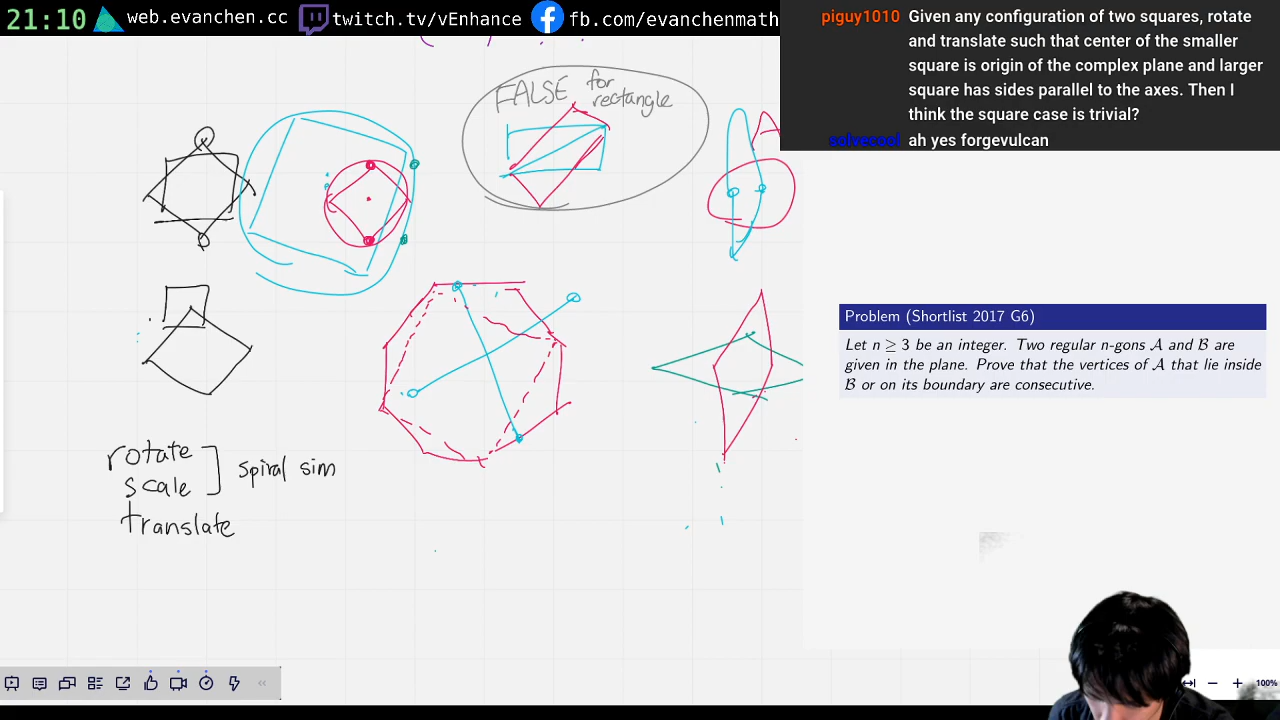 21:10 web.evanchen.cc twitch.tv/vEnhance fb.com/evanchenmath
piguy1010 Given any configuration of two squares, rotate
and translate such that center of the smaller
square is origin of the complex plane and larger
square has sides parallel to the axes. Then I
think the square case is trivial?
solvecool ah yes forgevulcan
FALSE for
rectangle
Problem (Shortlist 2017 G6)
Let n ≥ 3 be an integer. Two regular n-gons 𝒜 and ℬ are
given in the plane. Prove that the vertices of 𝒜 that lie inside
ℬ or on its boundary are consecutive.
rotate
scale
spiral sim
translate
100%